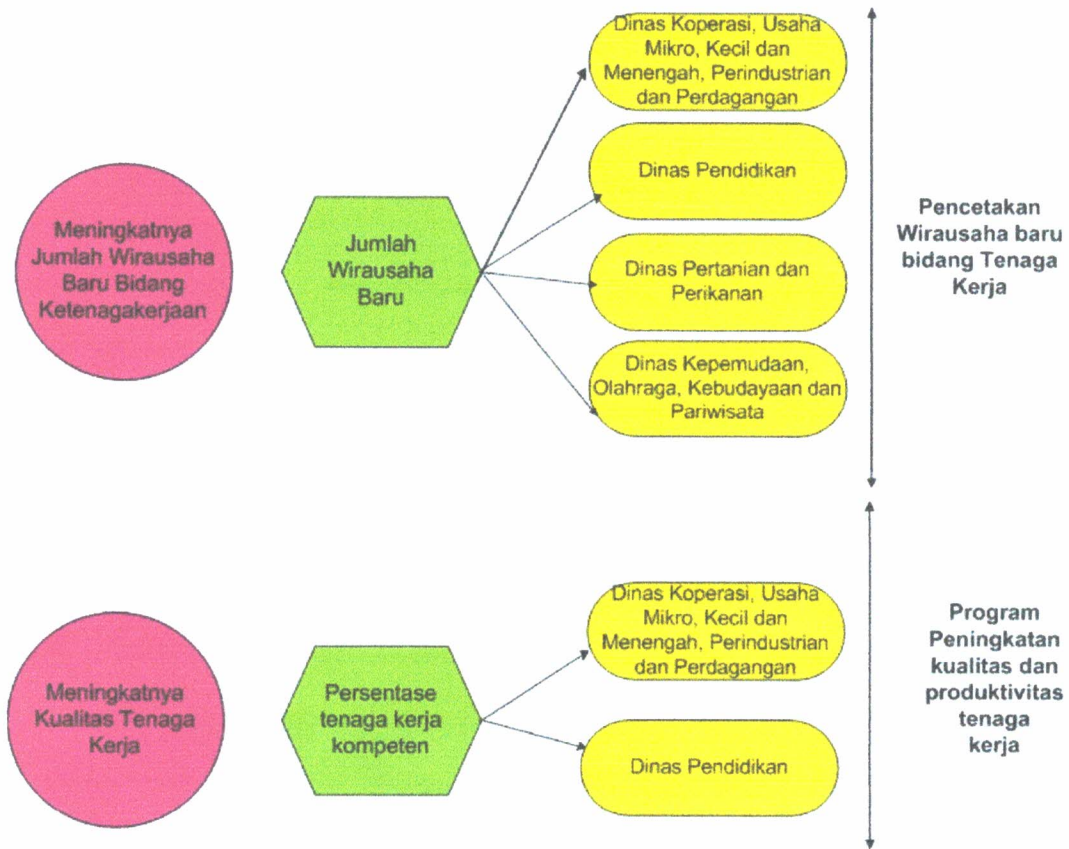 Meningkatnya
Jumlah Wirausaha
Baru Bidang
Ketenagakerjaan
Jumlah
Wirausaha
Baru
Dinas Koperasi, Usaha
Mikro, Kecil dan
Menengah, Perindustrian
dan Perdagangan
Dinas Pendidikan
Dinas Pertanian dan
Perikanan
Dinas Kepemudaan,
Olahraga, Kebudayaan dan
Pariwisata
Pencetakan
Wirausaha baru
bidang Tenaga
Kerja
Meningkatnya
Kualitas Tenaga
Kerja
Persentase
tenaga kerja
kompeten
Dinas Koperasi, Usaha
Mikro, Kecil dan
Menengah, Perindustrian
dan Perdagangan
Dinas Pendidikan
Program
Peningkatan
kualitas dan
produktivitas
tenaga
kerja